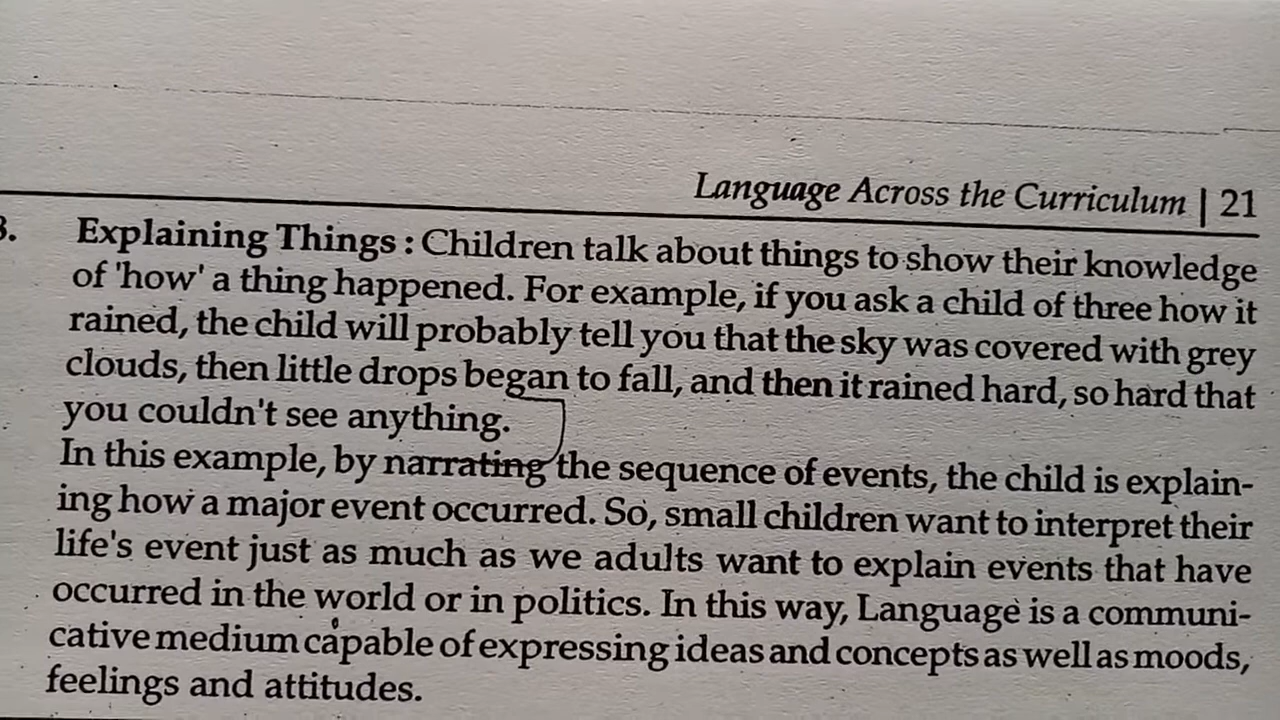 Language Across the Curriculum | 21
3. Explaining Things : Children talk about things to show their knowledge
of 'how' a thing happened. For example, if you ask a child of three how it
rained, the child will probably tell you that the sky was covered with grey
clouds, then little drops began to fall, and then it rained hard, so hard that
you couldn't see anything.
In this example, by narrating the sequence of events, the child is explain-
ing how a major event occurred. So, small children want to interpret their
life's event just as much as we adults want to explain events that have
occurred in the world or in politics. In this way, Language is a communi-
cative medium capable of expressing ideas and concepts as well as moods,
feelings and attitudes.